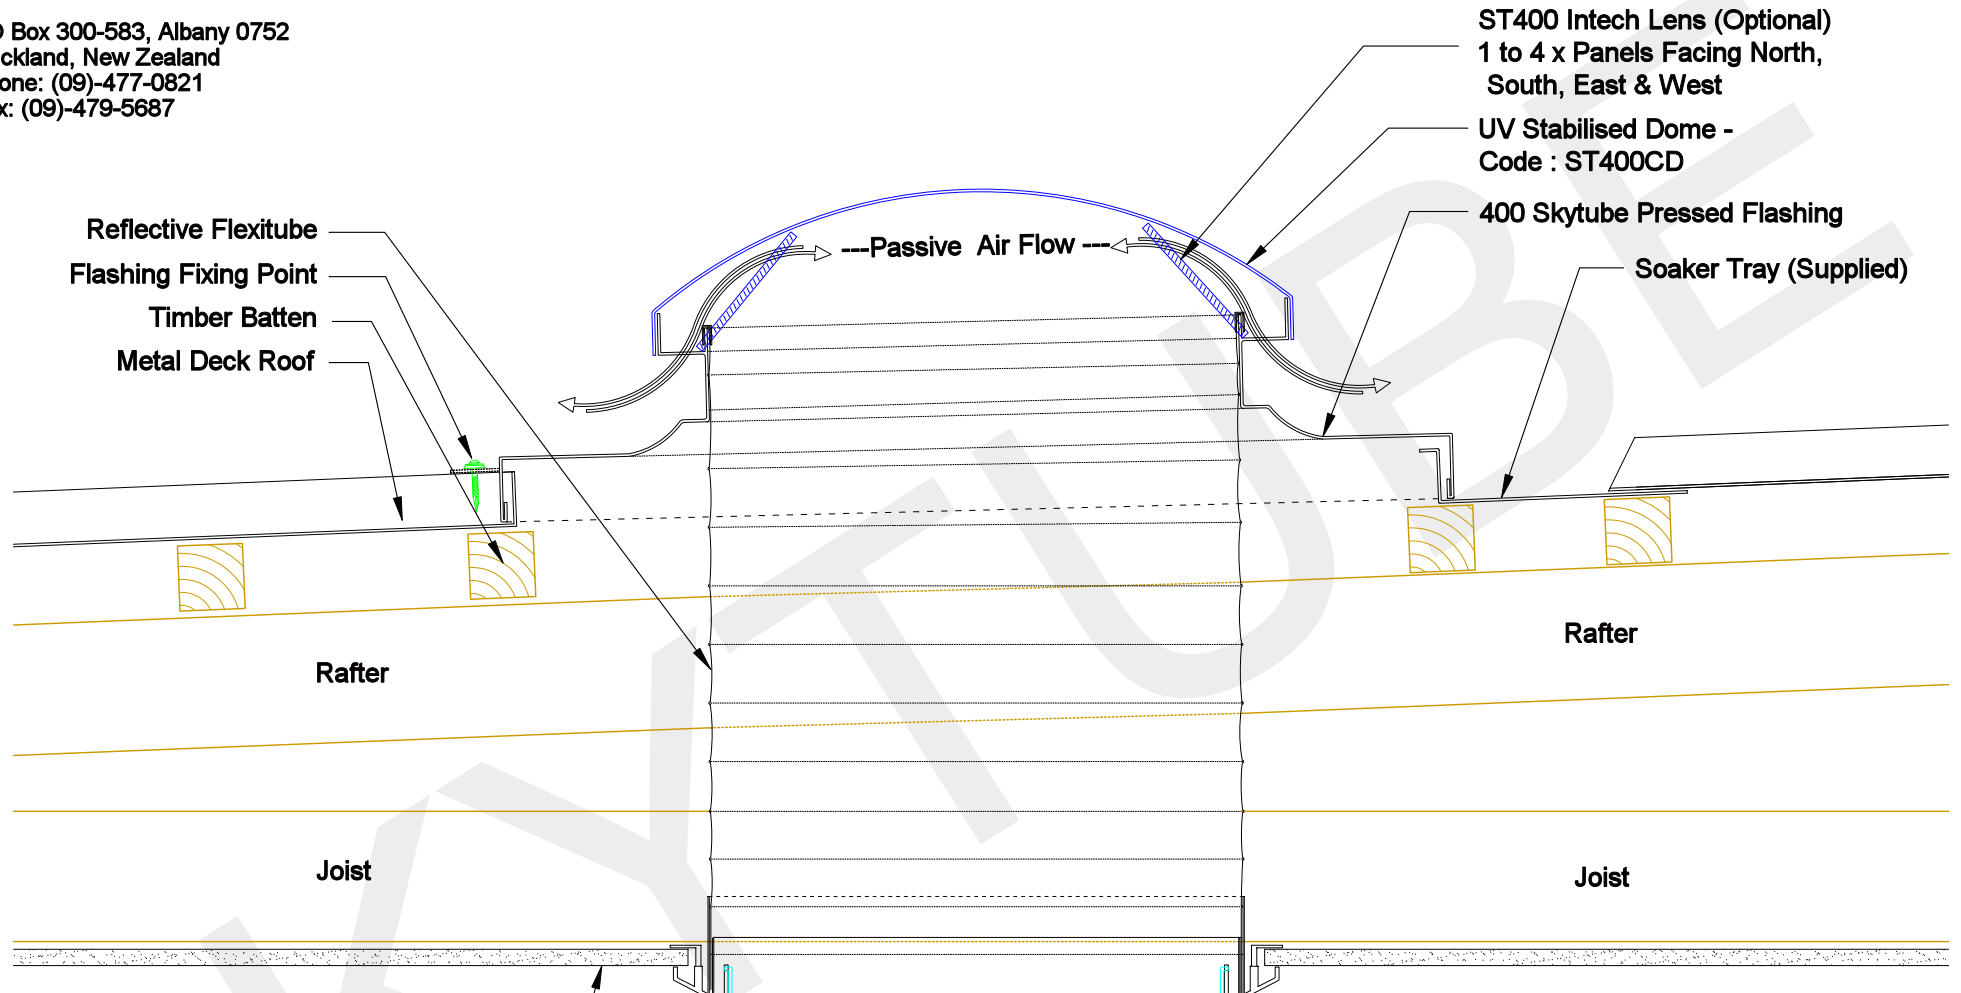 Box 300-583, Albany 0752
ckland, New Zealand
one: (09)-477-0821
x: (09)-479-5687
ST400 Intech Lens (Optional)
1 to 4 x Panels Facing North,
South, East & West
UV Stabilised Dome -
Code : ST400CD
400 Skytube Pressed Flashing
Soaker Tray (Supplied)
Reflective Flexitube
Flashing Fixing Point
Timber Batten
Metal Deck Roof
---Passive Air Flow ---
Rafter
Rafter
Joist
Joist
KYTUBE